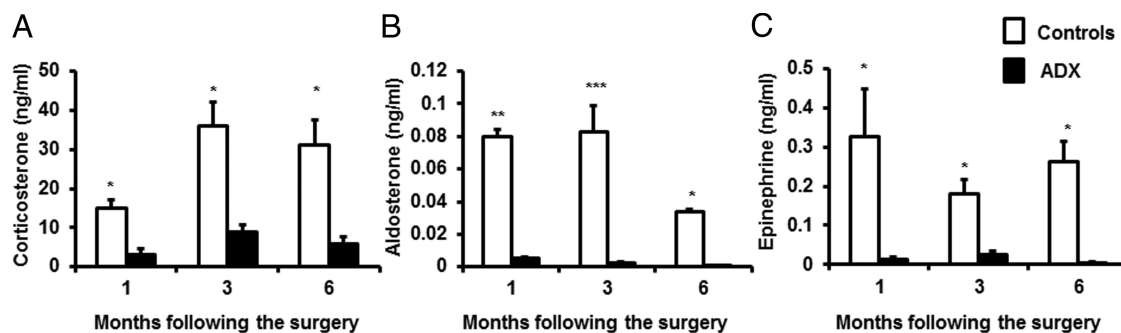 A
Corticosterone (ng/ml)
50
40
30
20
10
0
*
*
*
1 3 6
Months following the surgery
B
Aldosterone (ng/ml)
0.12
0.1
0.08
0.06
0.04
0.02
0
**
***
*
1 3 6
Months following the surgery
C
Epinephrine (ng/ml)
0.5
0.4
0.3
0.2
0.1
0
*
*
*
1 3 6
Months following the surgery
Controls
ADX